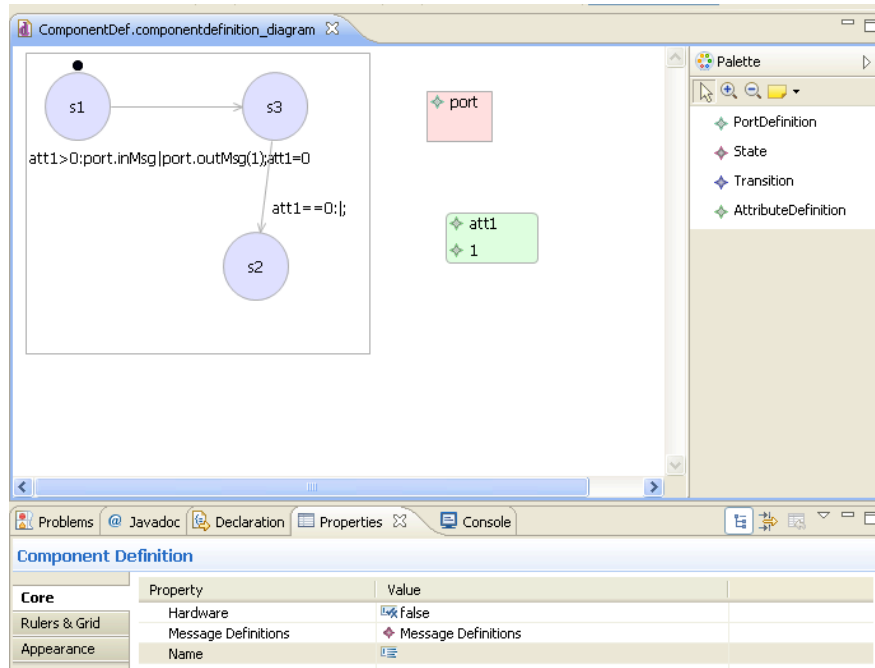 ComponentDef.componentdefinition_diagram
Palette
s1
s3
port
PortDefinition
State
att1>0:port.inMsg|port.outMsg(1);att1=0
Transition
att1==0:|;
att1
AttributeDefinition
1
s2
Problems @ Javadoc Declaration Properties Console
Component Definition
Core
Property Value
Hardware false
Rulers & Grid
Message Definitions Message Definitions
Appearance
Name